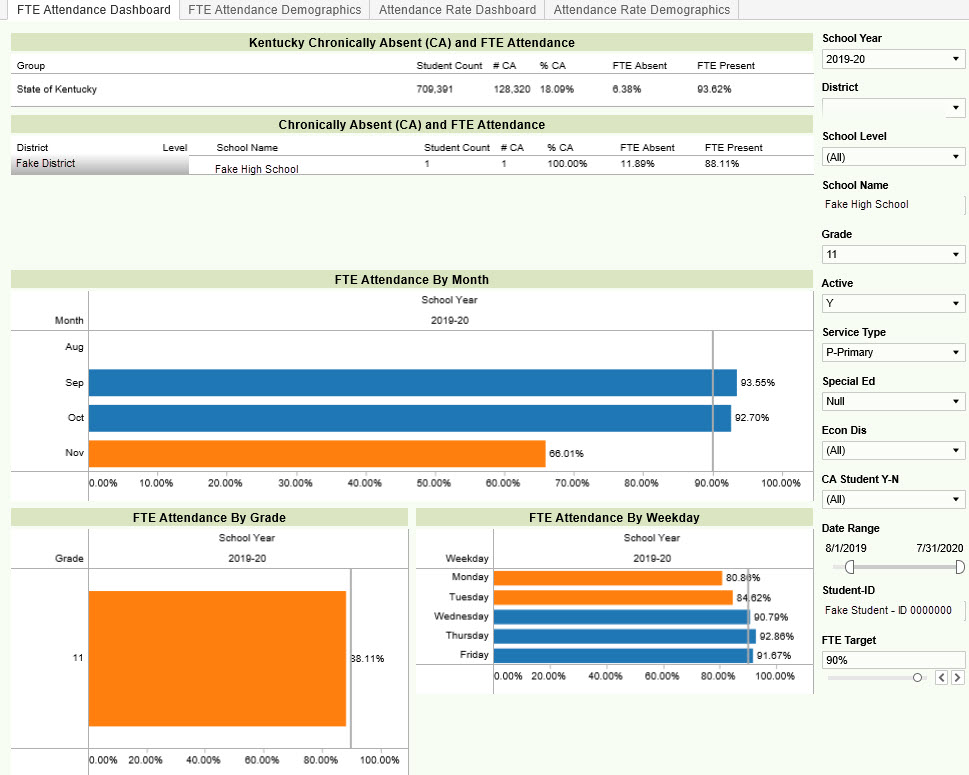 FTE Attendance Dashboard FTE Attendance Demographics Attendance Rate Dashboard Attendance Rate Demographics
Kentucky Chronically Absent (CA) and FTE Attendance
Group Student Count # CA % CA FTE Absent FTE Present
State of Kentucky 709,391 128,320 18.09% 6.38% 93.62%
Chronically Absent (CA) and FTE Attendance
District Level School Name Student Count # CA % CA FTE Absent FTE Present
Fake District Fake High School 1 1 100.00% 11.89% 88.11%
FTE Attendance By Month
School Year
Month 2019-20
Aug
Sep 93.55%
Oct 92.70%
Nov 66.01%
0.00% 10.00% 20.00% 30.00% 40.00% 50.00% 60.00% 70.00% 80.00% 90.00% 100.00%
FTE Attendance By Grade
School Year
Grade 2019-20
11 88.11%
0.00% 20.00% 40.00% 60.00% 80.00% 100.00%
FTE Attendance By Weekday
School Year
Weekday 2019-20
Monday 80.86%
Tuesday 84.62%
Wednesday 90.79%
Thursday 92.86%
Friday 91.67%
0.00% 20.00% 40.00% 60.00% 80.00% 100.00%
School Year
2019-20
District
School Level
(All)
School Name
Fake High School
Grade
11
Active
Y
Service Type
P-Primary
Special Ed
Null
Econ Dis
(All)
CA Student Y-N
(All)
Date Range
8/1/2019 7/31/2020
Student-ID
Fake Student - ID 0000000
FTE Target
90%